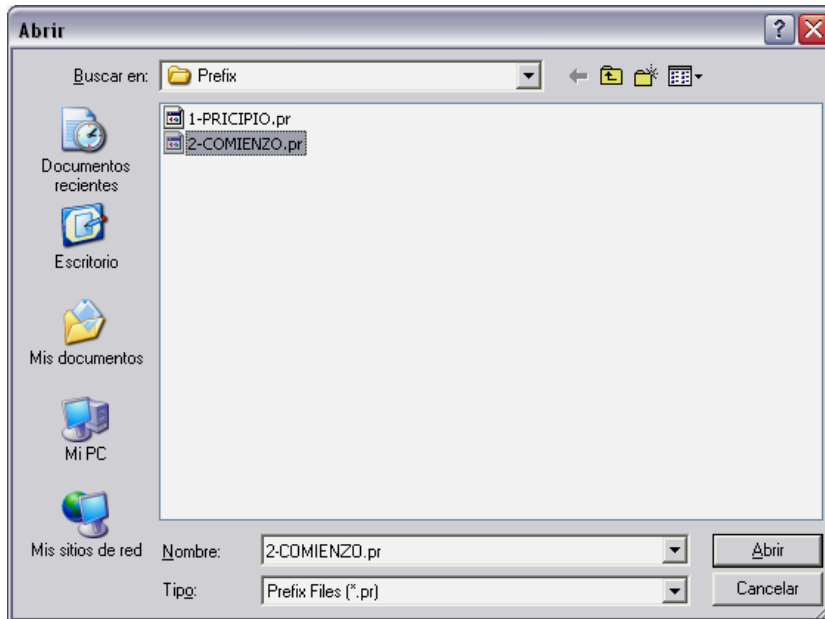 Abrir
Buscar en: Prefix
1-PRICIPIO.pr
2-COMIENZO.pr
Documentos
recientes
Escritorio
Mis documentos
Mi PC
Mis sitios de red
Nombre: 2-COMIENZO.pr Abrir
Tipo: Prefix Files (*.pr) Cancelar